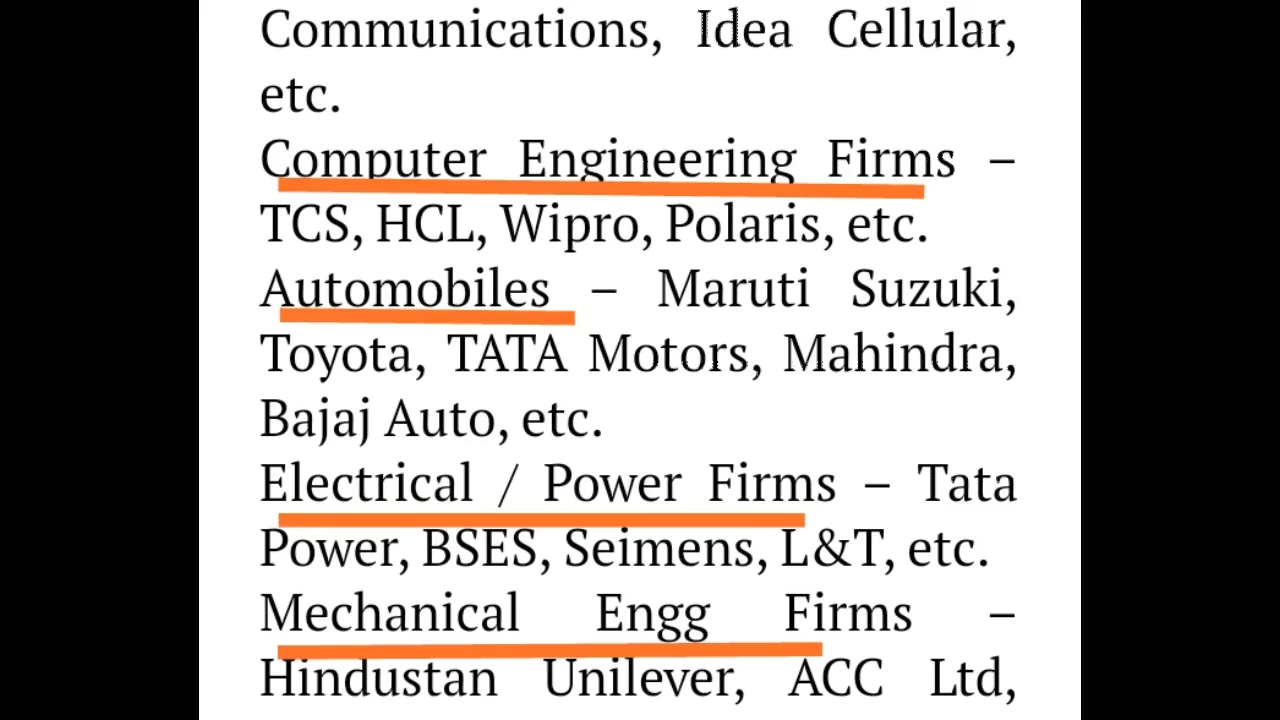 Communications, Idea Cellular,
etc.
Computer Engineering Firms –
TCS, HCL, Wipro, Polaris, etc.
Automobiles – Maruti Suzuki,
Toyota, TATA Motors, Mahindra,
Bajaj Auto, etc.
Electrical / Power Firms – Tata
Power, BSES, Seimens, L&T, etc.
Mechanical Engg Firms –
Hindustan Unilever, ACC Ltd,